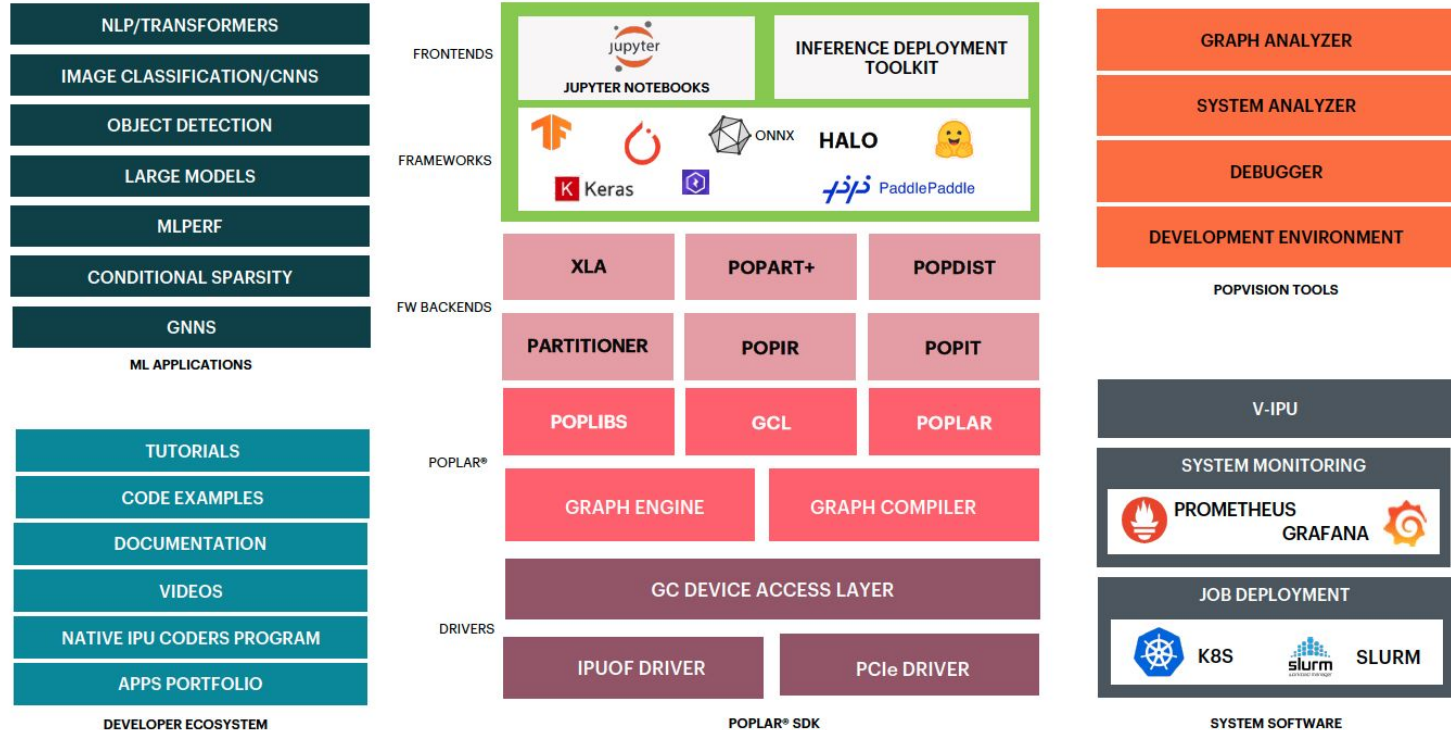 NLP/TRANSFORMERS
IMAGE CLASSIFICATION/CNNS
OBJECT DETECTION
LARGE MODELS
MLPERF
CONDITIONAL SPARSITY
GNNS
ML APPLICATIONS
TUTORIALS
CODE EXAMPLES
DOCUMENTATION
VIDEOS
NATIVE IPU CODERS PROGRAM
APPS PORTFOLIO
DEVELOPER ECOSYSTEM
FRONTENDS
jupyter
JUPYTER NOTEBOOKS
INFERENCE DEPLOYMENT
TOOLKIT
FRAMEWORKS
ONNX
HALO
K Keras
PaddlePaddle
FW BACKENDS
XLA
POPART+
POPDIST
PARTITIONER
POPIR
POPIT
POPLAR®
POPLIBS
GCL
POPLAR
GRAPH ENGINE
GRAPH COMPILER
DRIVERS
GC DEVICE ACCESS LAYER
IPUOF DRIVER
PCIe DRIVER
POPLAR® SDK
GRAPH ANALYZER
SYSTEM ANALYZER
DEBUGGER
DEVELOPMENT ENVIRONMENT
POPVISION TOOLS
V-IPU
SYSTEM MONITORING
PROMETHEUS
GRAFANA
JOB DEPLOYMENT
K8S
slurm
workload manager
SLURM
SYSTEM SOFTWARE